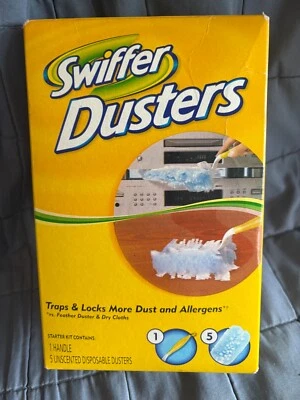 Swiffer
Dusters
Traps & Locks More Dust and Allergens*†
*vs. Feather Duster & Dry Cloths
STARTER KIT CONTAINS:
1 HANDLE
5 UNSCENTED DISPOSABLE DUSTERS
1
5